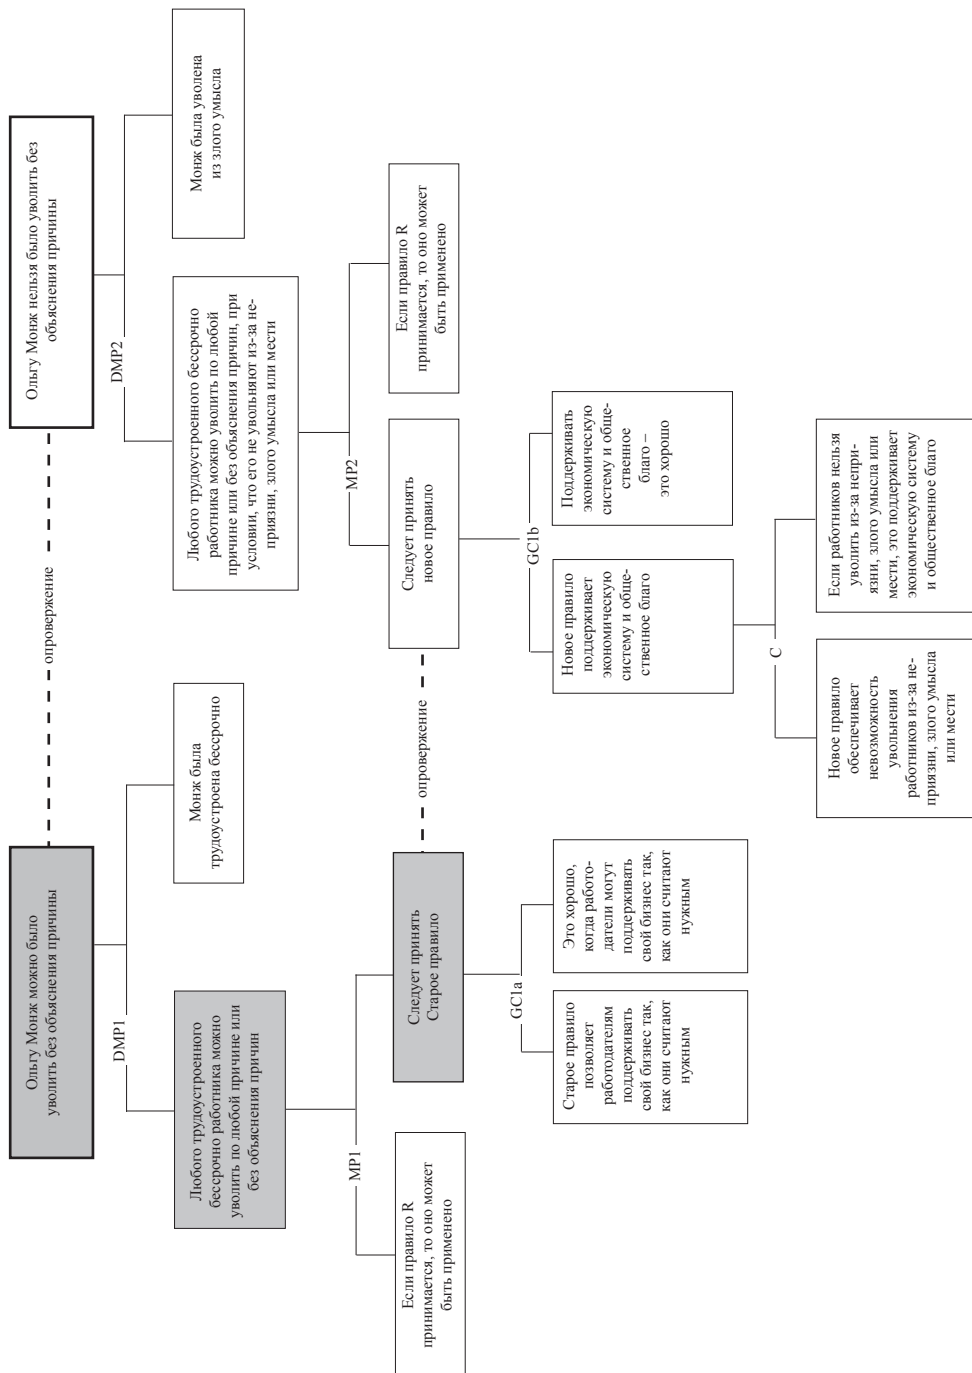 Ольгу Монж можно было
уволить без объяснения причины
опровержение
Ольгу Монж нельзя было уволить без
объяснения причины
DMP1
DMP2
Любого трудоустроенного
бессрочно работника можно
уволить по любой причине или
без объяснения причин
Монж была
трудоустроена бессрочно
Любого трудоустроенного бессрочно
работника можно уволить по любой
причине или без объяснения причин, при
условии, что его не увольняют из-за не-
приязни, злого умысла или мести
Монж была уволена
из злого умысла
MP1
MP2
Если правило R
принимается, то оно может
быть применено
Следует принять
Старое правило
опровержение
Следует принять
новое правило
Если правило R
принимается, то оно может
быть применено
GC1a
GC1b
Старое правило
позволяет
работодателям
поддерживать
свой бизнес так,
как они считают
нужным
Это хорошо,
когда работо-
датели могут
поддерживать
свой бизнес так,
как они считают
нужным
Новое правило
поддерживает
экономическую
систему и обще-
ственное благо
Поддерживать
экономическую
систему и обще-
ственное
благо –
это хорошо
C
Новое правило
обеспечивает
невозможность
увольнения
работников из-за не-
приязни, злого умысла
или мести
Если работников нельзя
уволить из-за непри-
язни, злого умысла или
мести, это поддерживает
экономическую систему
и общественное благо